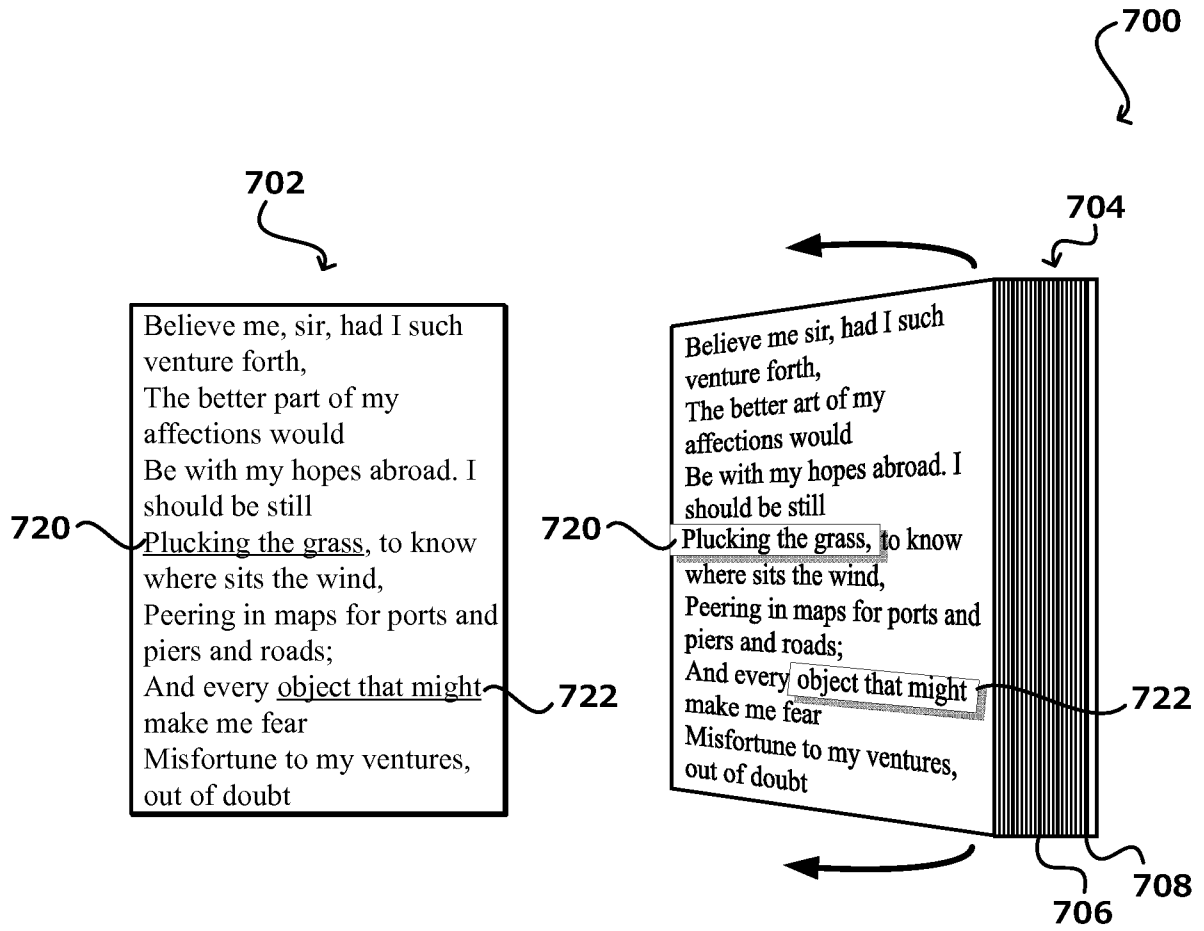 700
702
704
Believe me, sir, had I such
venture forth,
The better part of my
affections would
Be with my hopes abroad. I
should be still
720
Plucking the grass, to know
where sits the wind,
Peering in maps for ports and
piers and roads;
And every object that might
722
make me fear
Misfortune to my ventures,
out of doubt
Believe me sir, had I such
venture forth,
The better art of my
affections would
Be with my hopes abroad. I
should be still
720
Plucking the grass, to know
where sits the wind,
Peering in maps for ports and
piers and roads;
And every object that might
722
make me fear
Misfortune to my ventures,
out of doubt
708
706